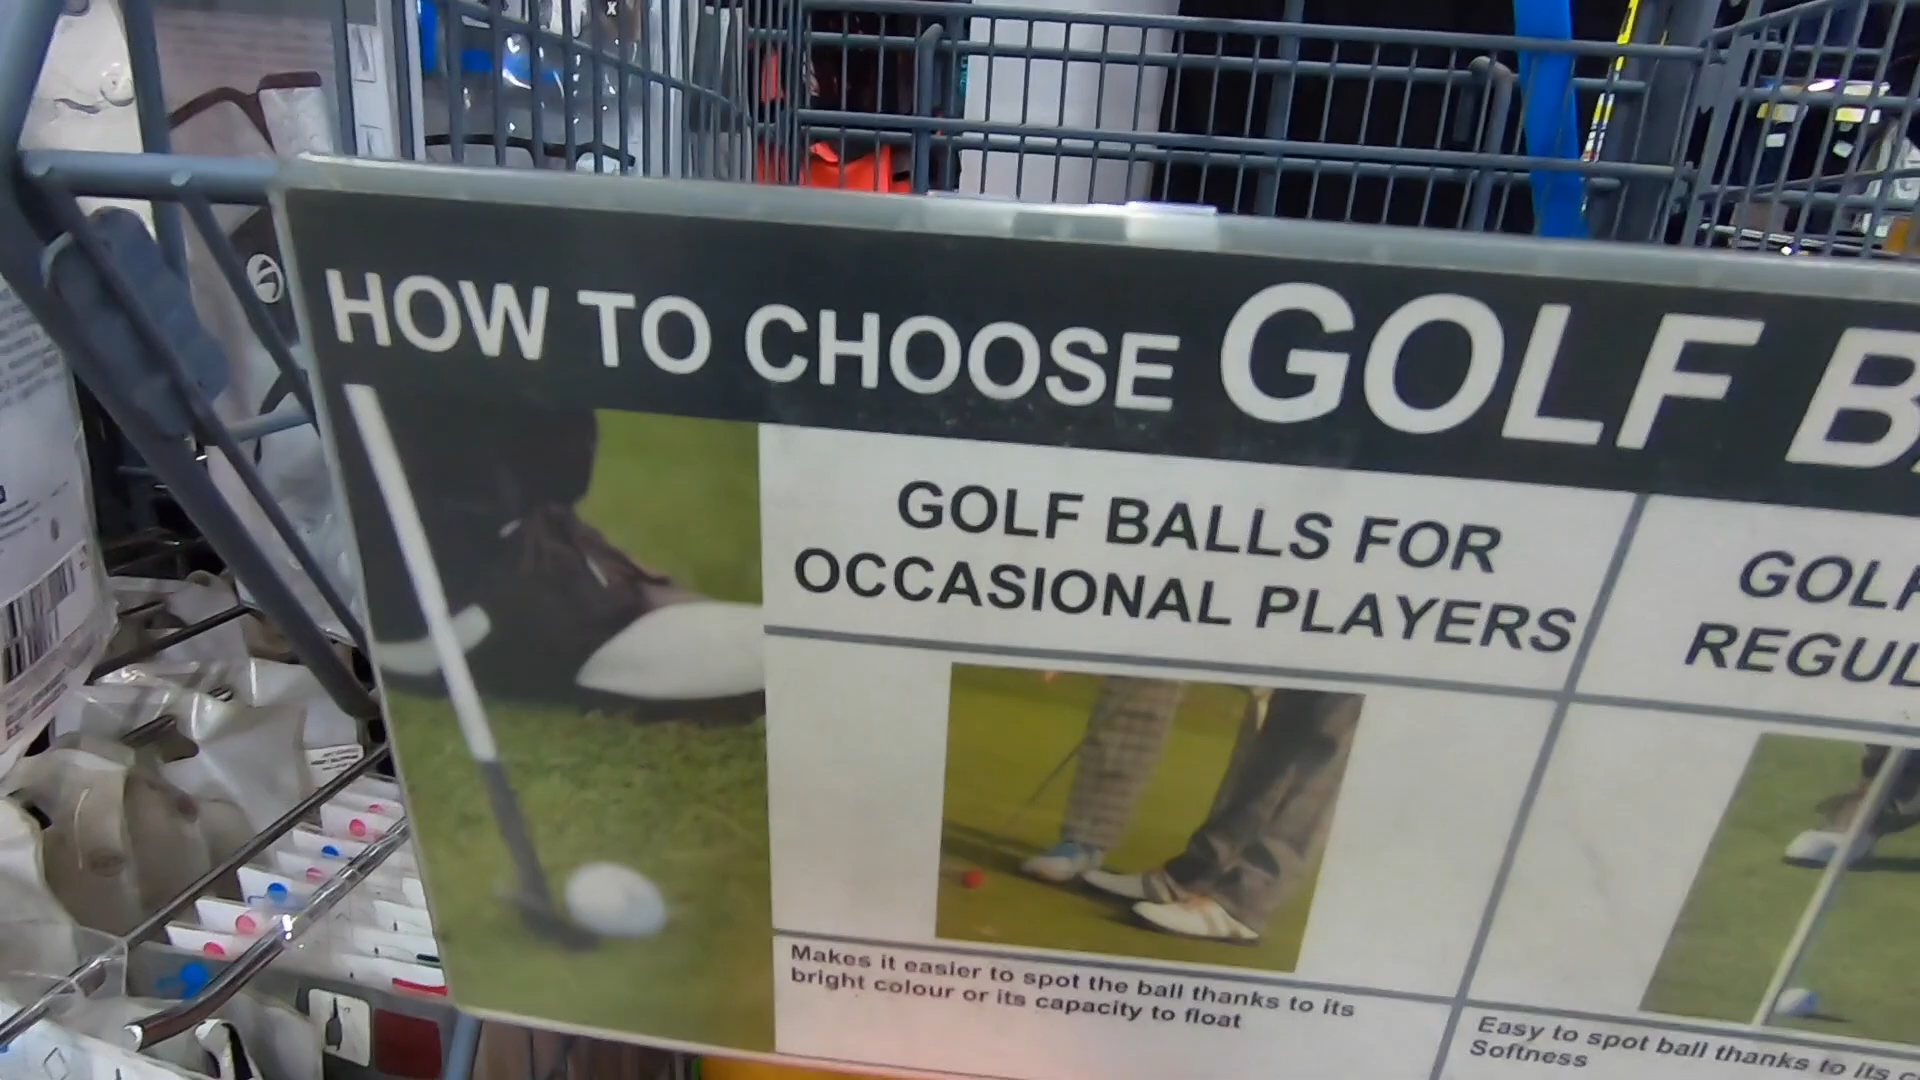 HOW TO CHOOSE GOLF
GOLF BALLS FOR
OCCASIONAL PLAYERS
Makes it easier to spot the ball thanks to its
bright colour or its capacity to float
Easy to spot ball thanks to its
Softness